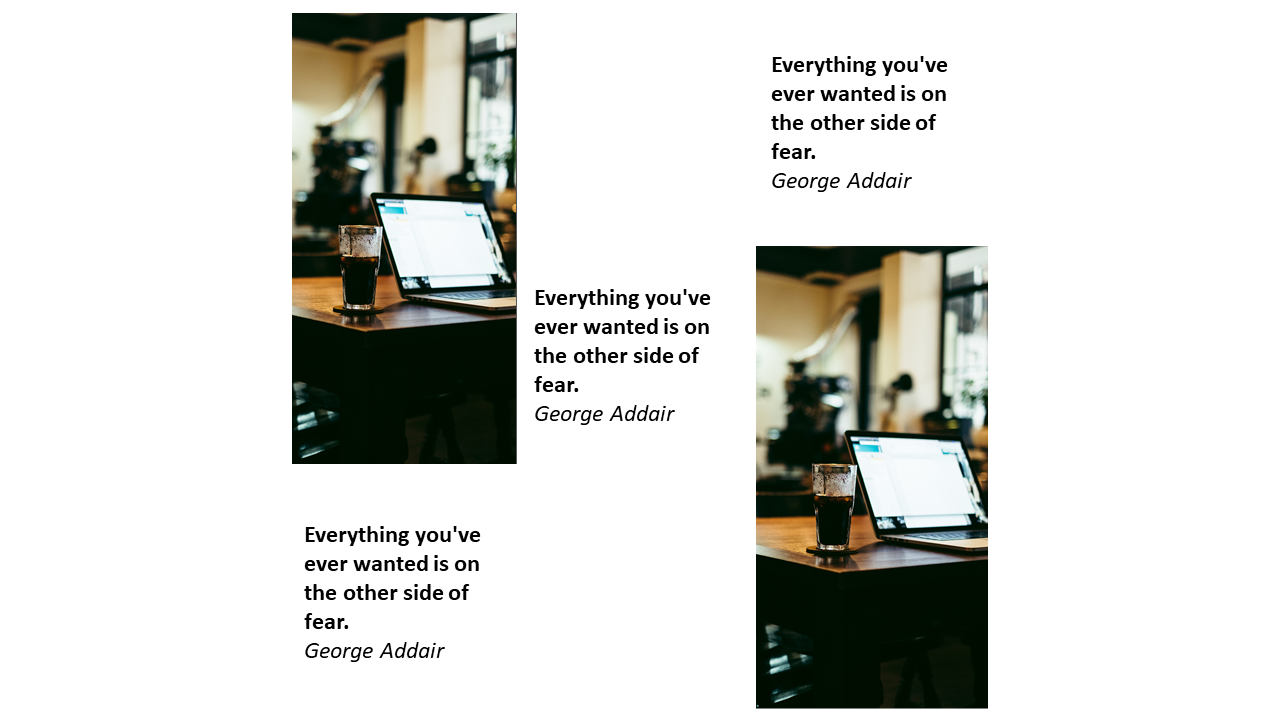 Everything you've
ever wanted is on
the other side of
fear.
George Addair
Everything you've
ever wanted is on
the other side of
fear.
George Addair
Everything you've
ever wanted is on
the other side of
fear.
George Addair